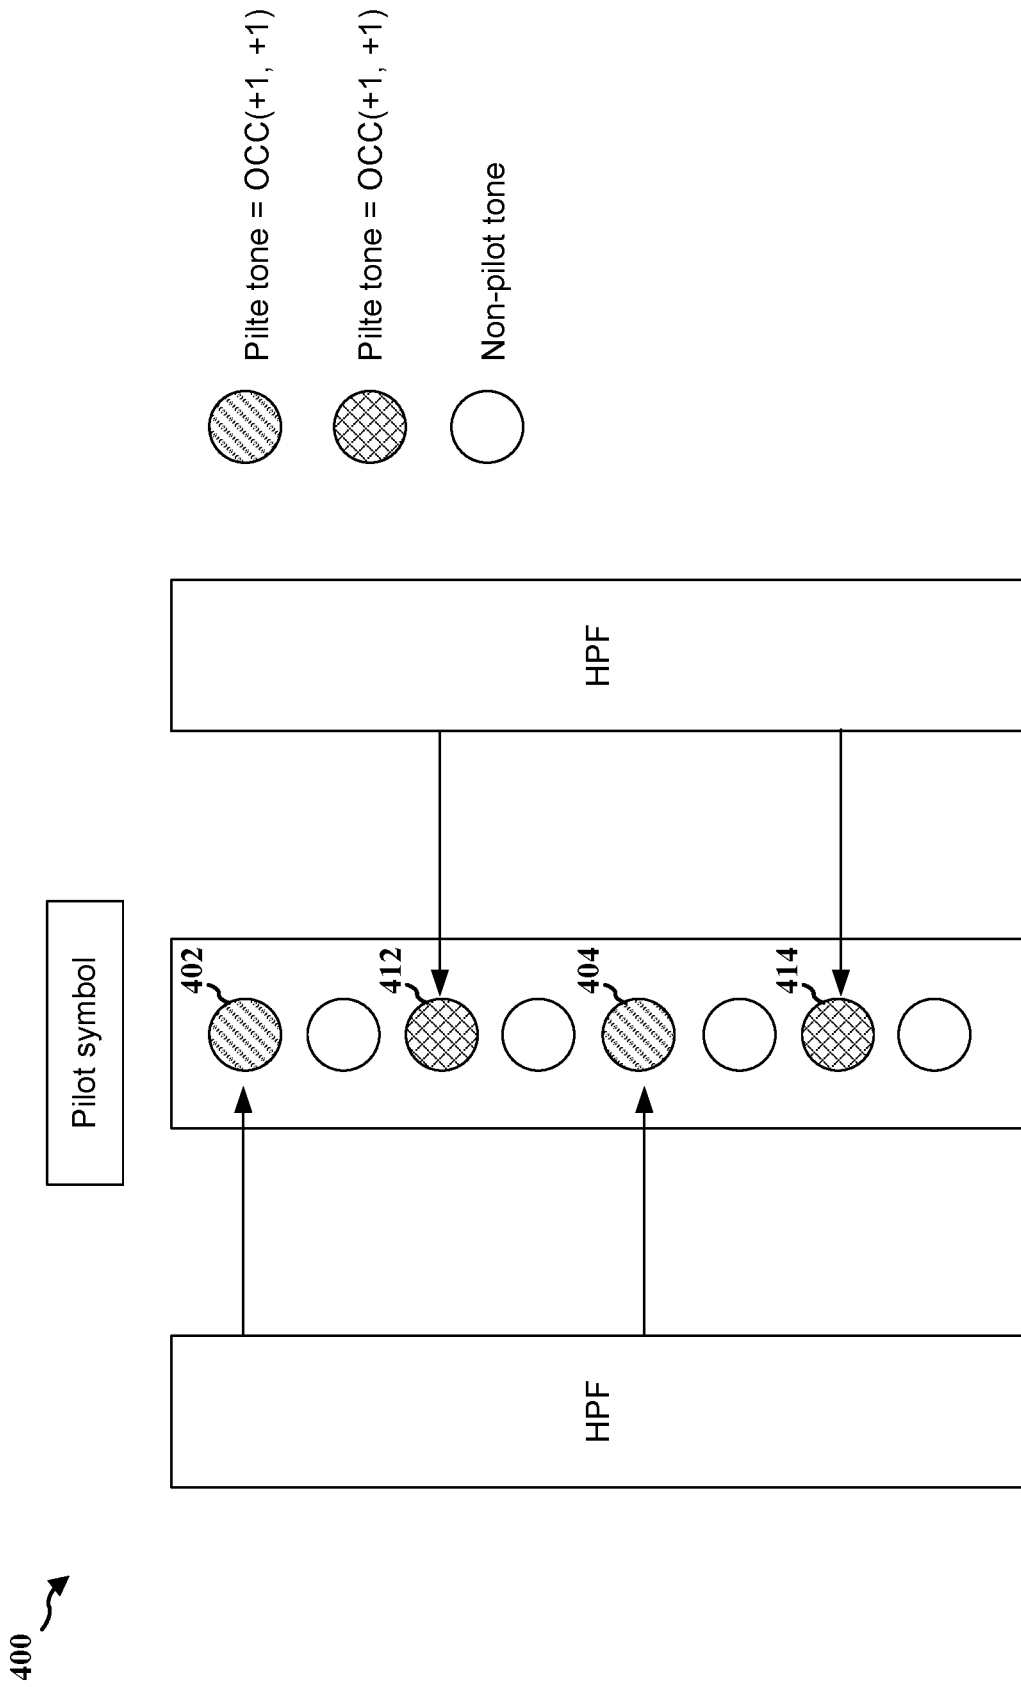 400
Pilot symbol
HPF
402
412
404
414
HPF
Pilte tone = OCC(+1, +1)
Pilte tone = OCC(+1, +1)
Non-pilot tone